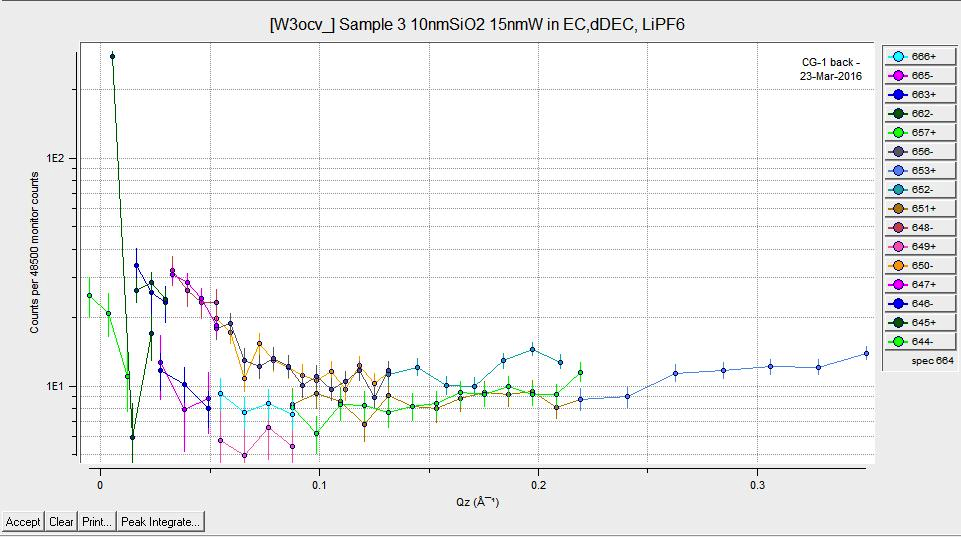 [W3ocv_] Sample 3 10nmSiO2 15nmW in EC,dDEC, LiPF6
CG-1 back -
23-Mar-2016
666+
665-
663+
662-
657+
656-
653+
652-
651+
648-
649+
650-
647+
646-
645+
644-
spec 664
Counts per 48500 monitor counts
1E2
1E1
0
0.1
0.2
0.3
Qz (Å¯¹)
Accept
Clear
Print...
Peak Integrate...